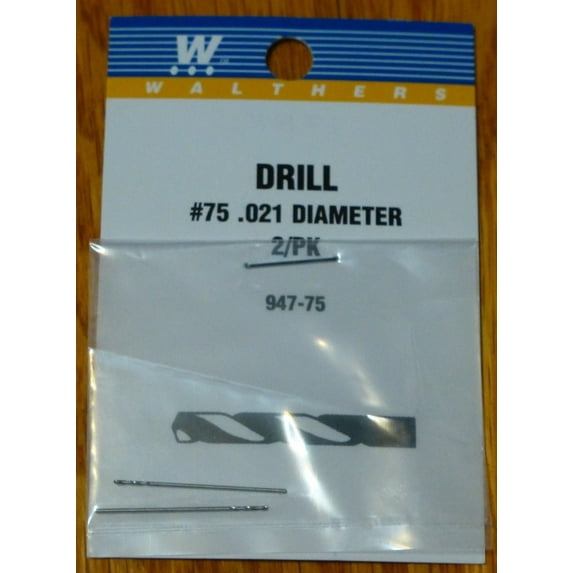 W
WALTHERS
DRILL
#75 .021 DIAMETER
2/PK
947-75